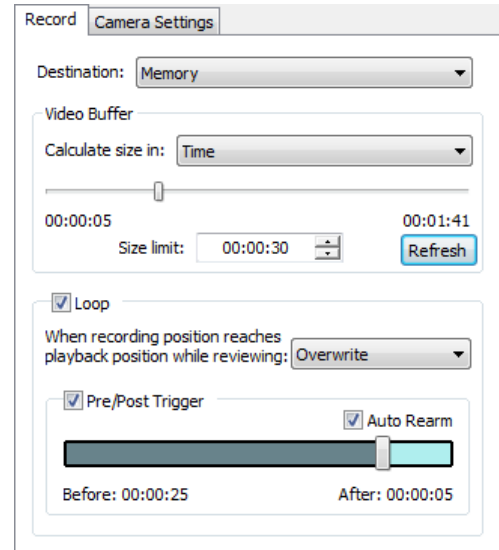 Record Camera Settings
Destination: Memory
Video Buffer
Calculate size in: Time
00:00:05 00:01:41
Size limit: 00:00:30 Refresh
Loop
When recording position reaches
playback position while reviewing: Overwrite
Pre/Post Trigger
Auto Rearm
Before: 00:00:25 After: 00:00:05